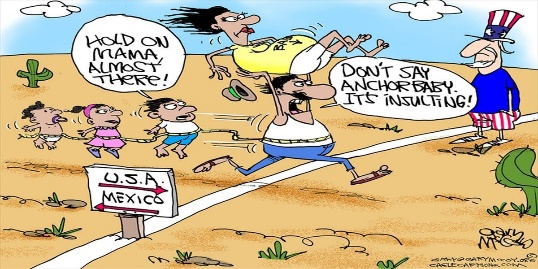 HOLD ON
MAMA,
ALMOST
THERE!
DON'T SAY
ANCHOR BABY.
IT'S INSULTING!
U.S.A.
MEXICO